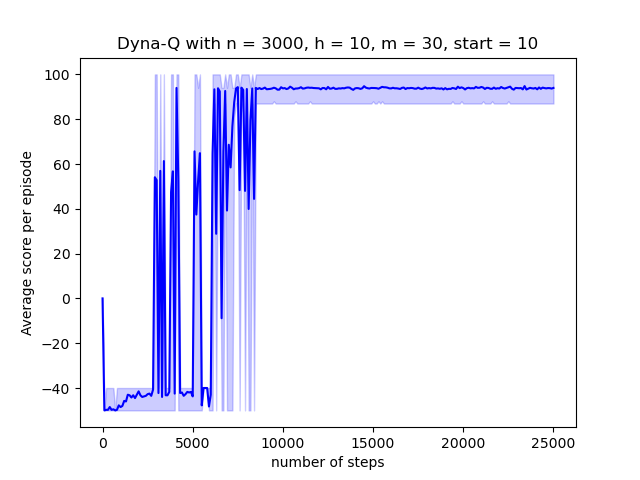 Dyna-Q with n = 3000, h = 10, m = 30, start = 10
100
80
60
40
20
0
−20
−40
Average score per episode
0 5000 10000 15000 20000 25000
number of steps